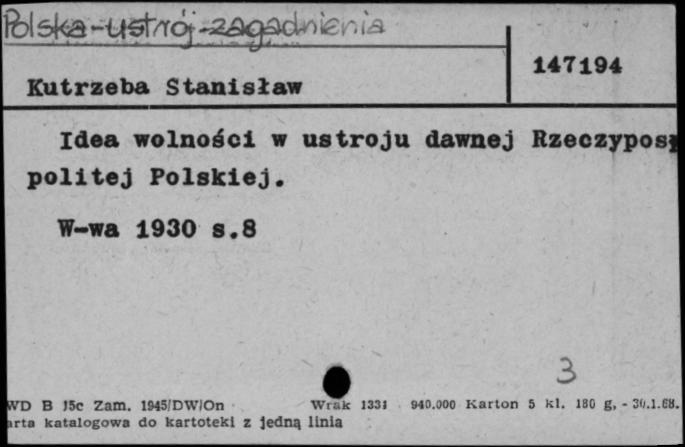 Polska-ustrój-zagadnienia
147194
Kutrzeba Stanisław
Idea wolności w ustroju dawnej Rzeczypos
politej Polskiej.
W-wa 1930 s.8
3
WD B 15c Zam. 1945/DW/On Wrak 1331 940.000 Karton 5 kl. 180 g, - 30.1.68.
arta katalogowa do kartoteki z jedną linia